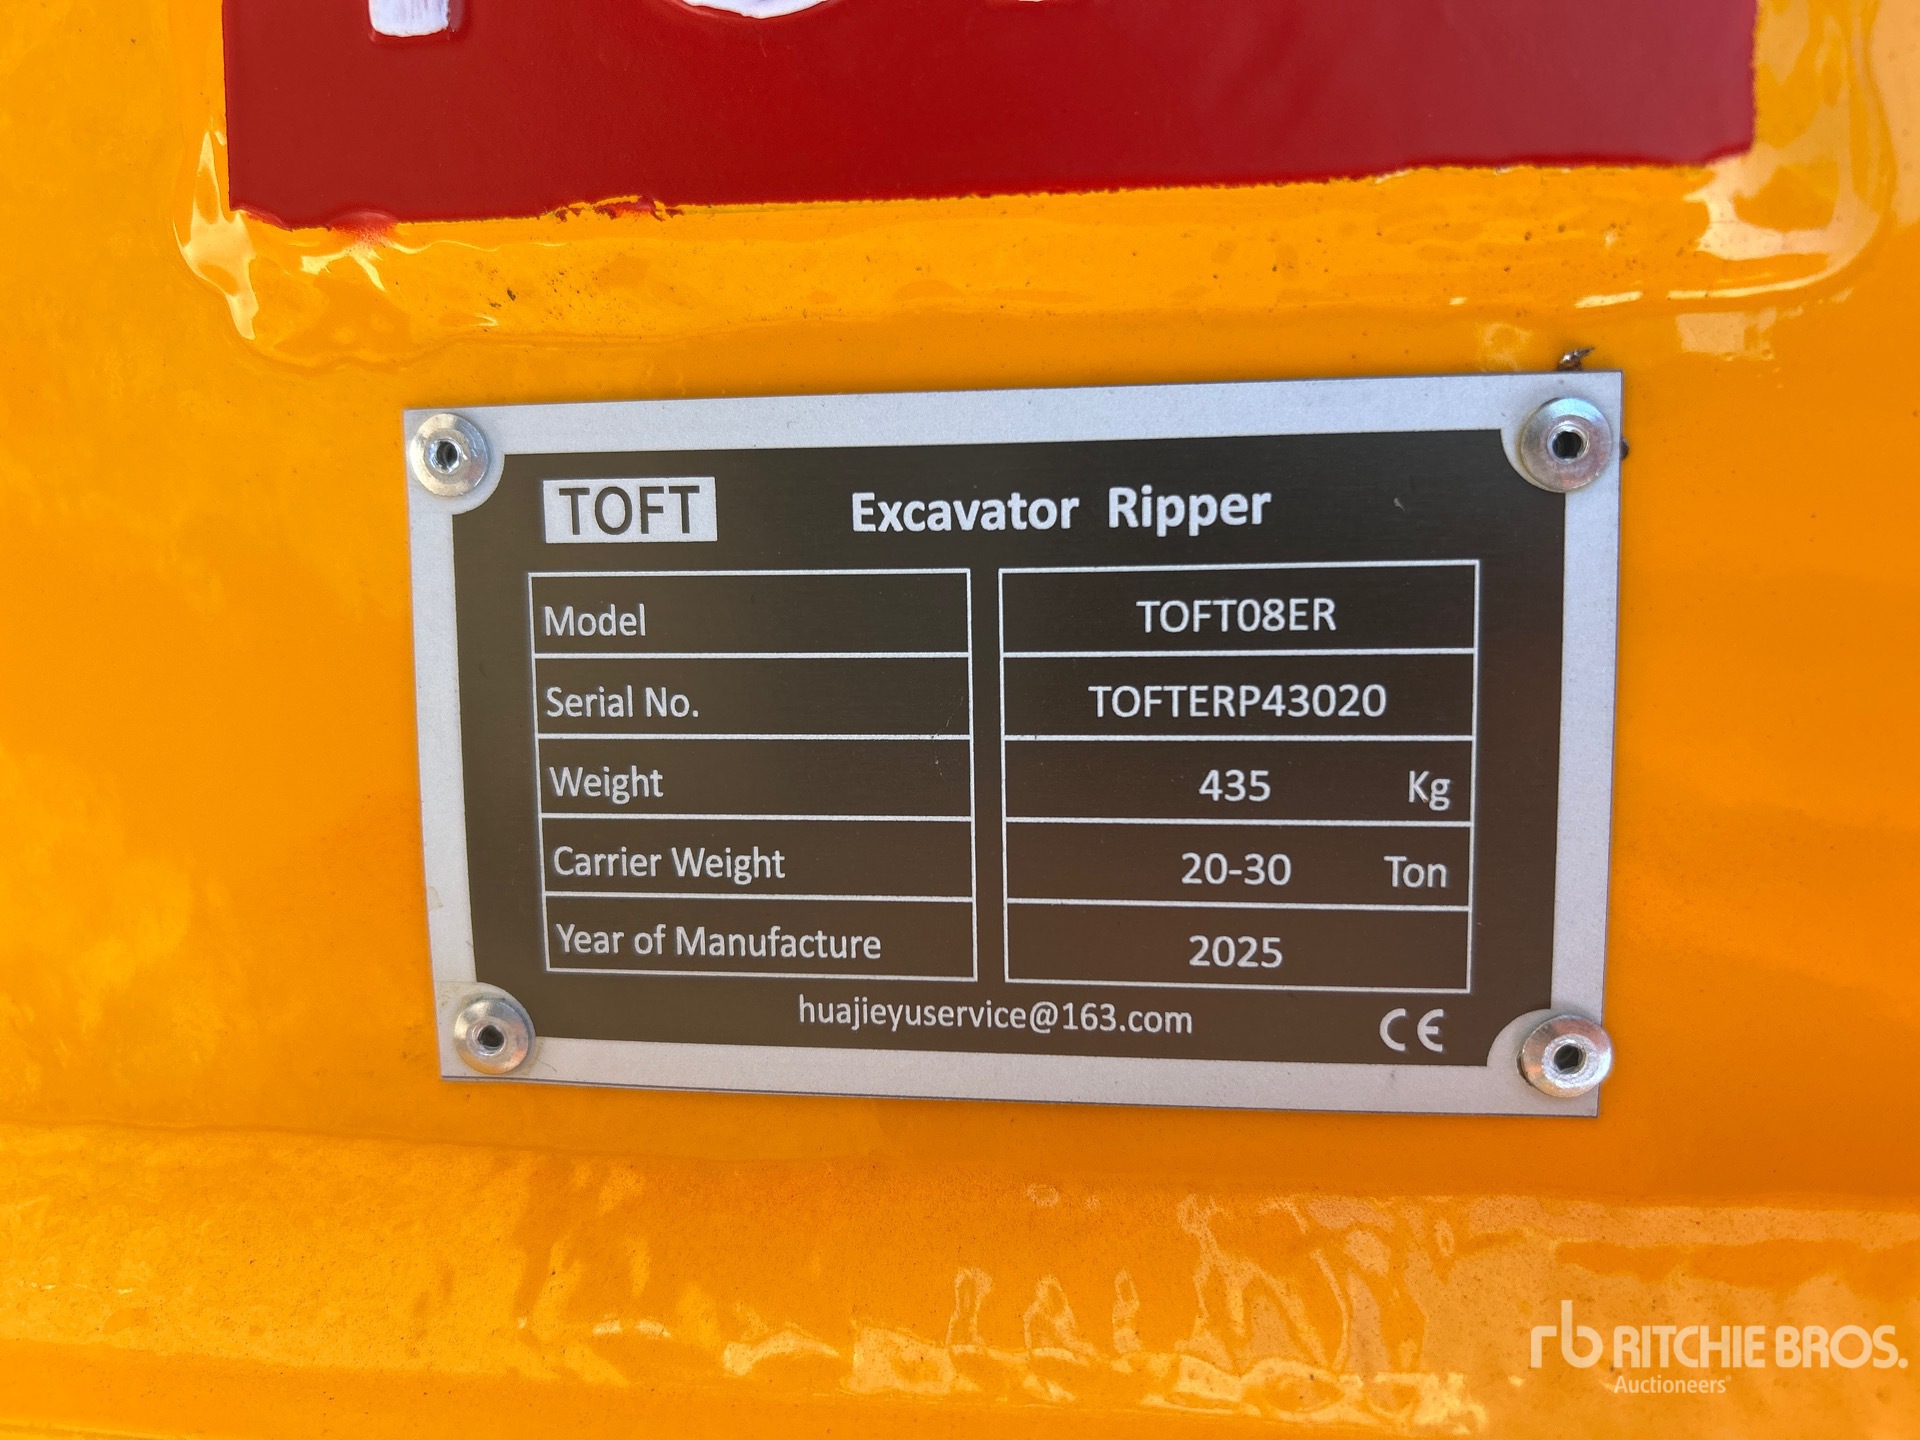 TOFT Excavator Ripper
Model TOFT08ER
Serial No. TOFTERP43020
Weight 435 Kg
Carrier Weight 20-30 Ton
Year of Manufacture 2025
huajieyuservice@163.com CE
rb RITCHIE BROS.
Auctioneers